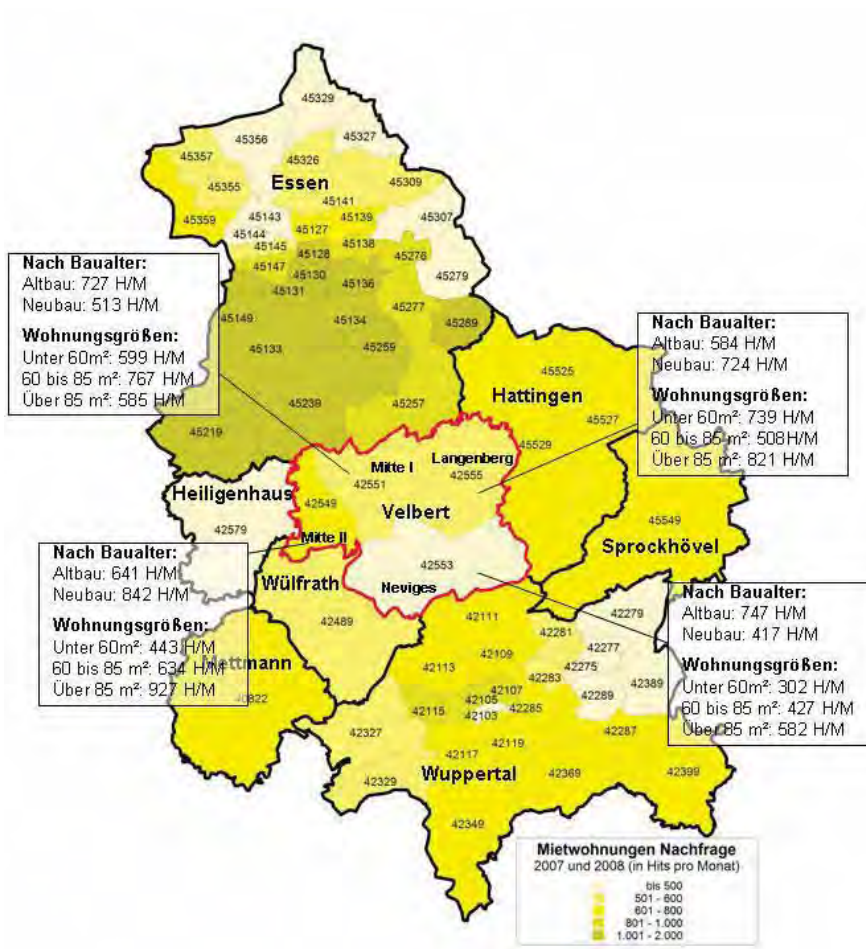 45329
45356
45327
45357
45326
45355
Essen
45309
45141
45359
45143
45139
45307
45144
45127
45145
45138
45128
45276
45147
45130
45279
45131
45136
45277
45149
45134
45289
45133
45259
45239
45257
45219
Nach Baualter:
Altbau: 727 H/M
Neubau: 513 H/M
Wohnungsgrößen:
Unter 60m²: 599 H/M
60 bis 85 m²: 767 H/M
Über 85 m²: 585 H/M
Nach Baualter:
Altbau: 584 H/M
Neubau: 724 H/M
Wohnungsgrößen:
Unter 60m²: 739 H/M
60 bis 85 m²: 508H/M
Über 85 m²: 821 H/M
45525
Hattingen
45527
45529
Mitte I
Langenberg
42551
42555
Heiligenhaus
42549
Velbert
42579
Mitte II
45549
Sprockhövel
42553
Wülfrath
Neviges
Nach Baualter:
Altbau: 641 H/M
Neubau: 842 H/M
Wohnungsgrößen:
Unter 60m²: 443 H/M
60 bis 85 m²: 634 H/M
Über 85 m²: 927 H/M
Nach Baualter:
Altbau: 747 H/M
Neubau: 417 H/M
Wohnungsgrößen:
Unter 60m²: 302 H/M
60 bis 85 m²: 427 H/M
Über 85 m²: 582 H/M
42489
Mettmann
40822
42111
42279
42281
42277
42109
42113
42275
42283
42389
42107
42105
42289
42115
42103
42285
42327
42287
42119
42117
Wuppertal
42329
42369
42399
42349
Mietwohnungen Nachfrage
2007 und 2008 (in Hits pro Monat)
bis 500
501 - 600
601 - 800
801 - 1.000
1.001 - 2.000